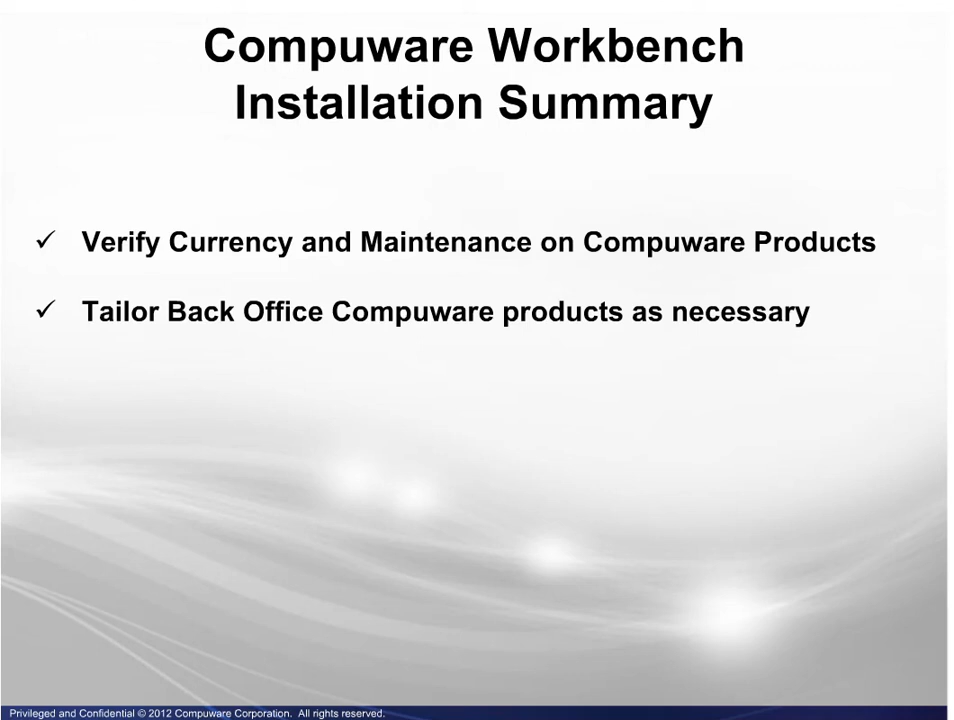 Compuware Workbench
Installation Summary
✓ Verify Currency and Maintenance on Compuware Products
✓ Tailor Back Office Compuware products as necessary
Privileged and Confidential © 2012 Compuware Corporation. All rights reserved.